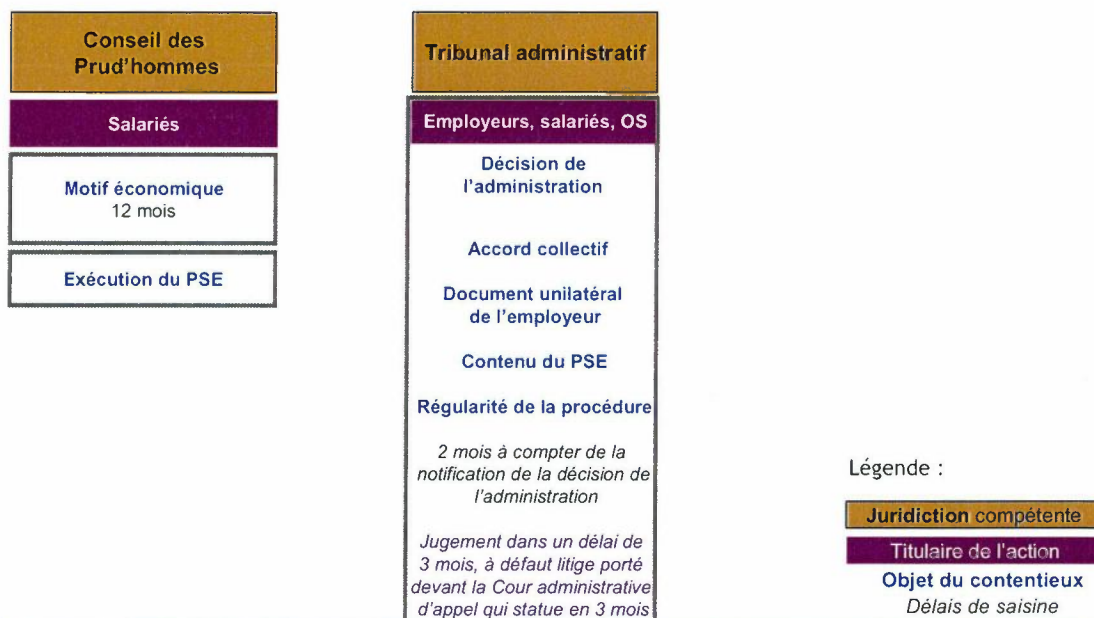 Conseil des
Prud'hommes
Salariés
Motif économique
12 mois
Exécution du PSE
Tribunal administratif
Employeurs, salariés, OS
Décision de
l'administration
Accord collectif
Document unilatéral
de l'employeur
Contenu du PSE
Régularité de la procédure
2 mois à compter de la
notification de la décision de
l'administration
Jugement dans un délai de
3 mois, à défaut litige porté
devant la Cour administrative
d'appel qui statue en 3 mois
Légende :
Juridiction compétente
Titulaire de l'action
Objet du contentieux
Délais de saisine